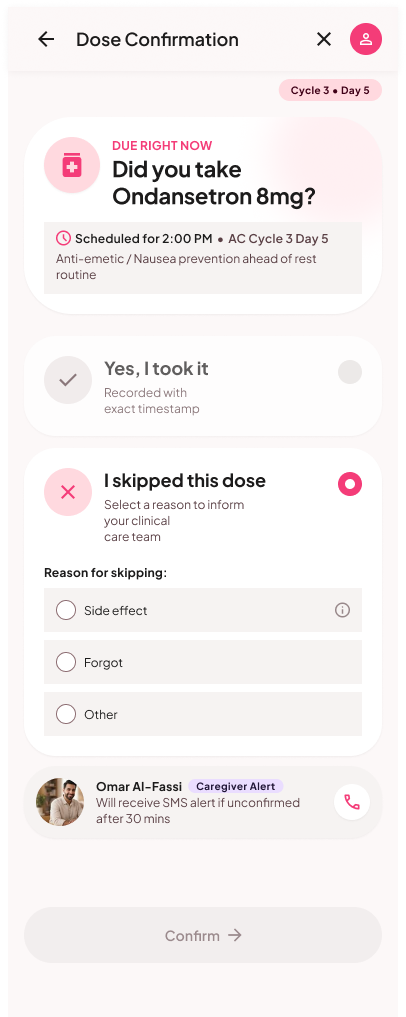 Dose Confirmation
Cycle 3 • Day 5
DUE RIGHT NOW
Did you take
Ondansetron 8mg?
Scheduled for 2:00 PM • AC Cycle 3 Day 5
Anti-emetic / Nausea prevention ahead of rest
routine
Yes, I took it
Recorded with
exact timestamp
I skipped this dose
Select a reason to inform
your clinical
care team
Reason for skipping:
Side effect
Forgot
Other
Omar Al-Fassi Caregiver Alert
Will receive SMS alert if unconfirmed
after 30 mins
Confirm